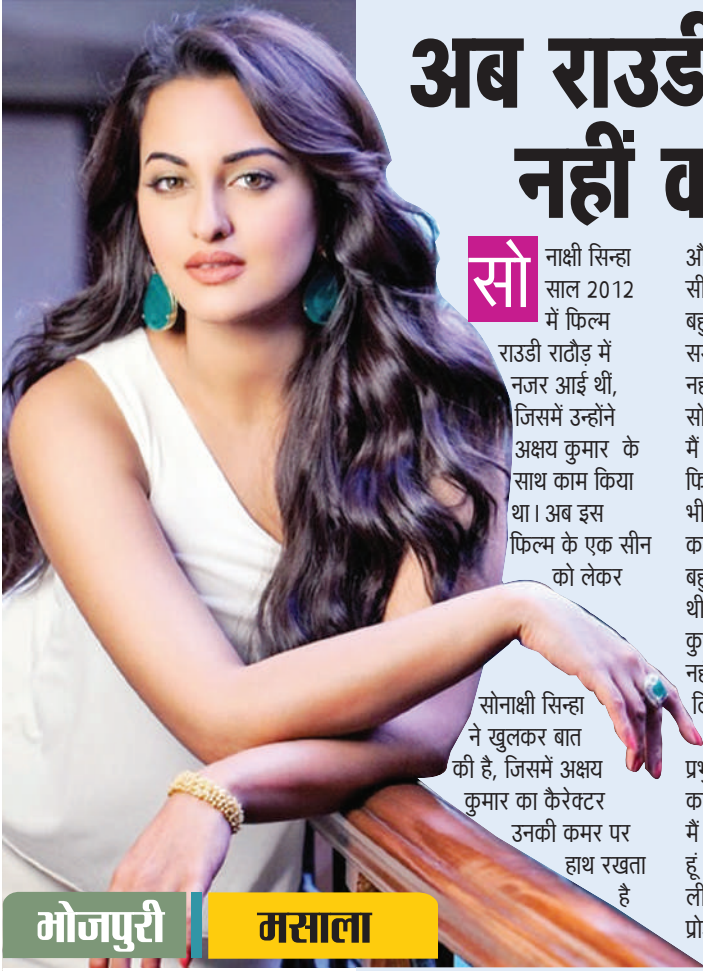 अब राउडी
नहीं
सोनाक्षी सिन्हा
साल 2012
में फिल्म
राउडी राठौड़ में
नजर आई थीं,
जिसमें उन्होंने
अक्षय कुमार के
साथ काम किया
था। अब इस
फिल्म के एक सीन
को लेकर
सोनाक्षी सिन्हा
ने खुलकर बात
की है, जिसमें अक्षय
कुमार का कैरेक्टर
उनकी कमर पर
हाथ रखता
है
नह
मैं
भी
थी
मैं
हूं
भोजपुरी मसाला